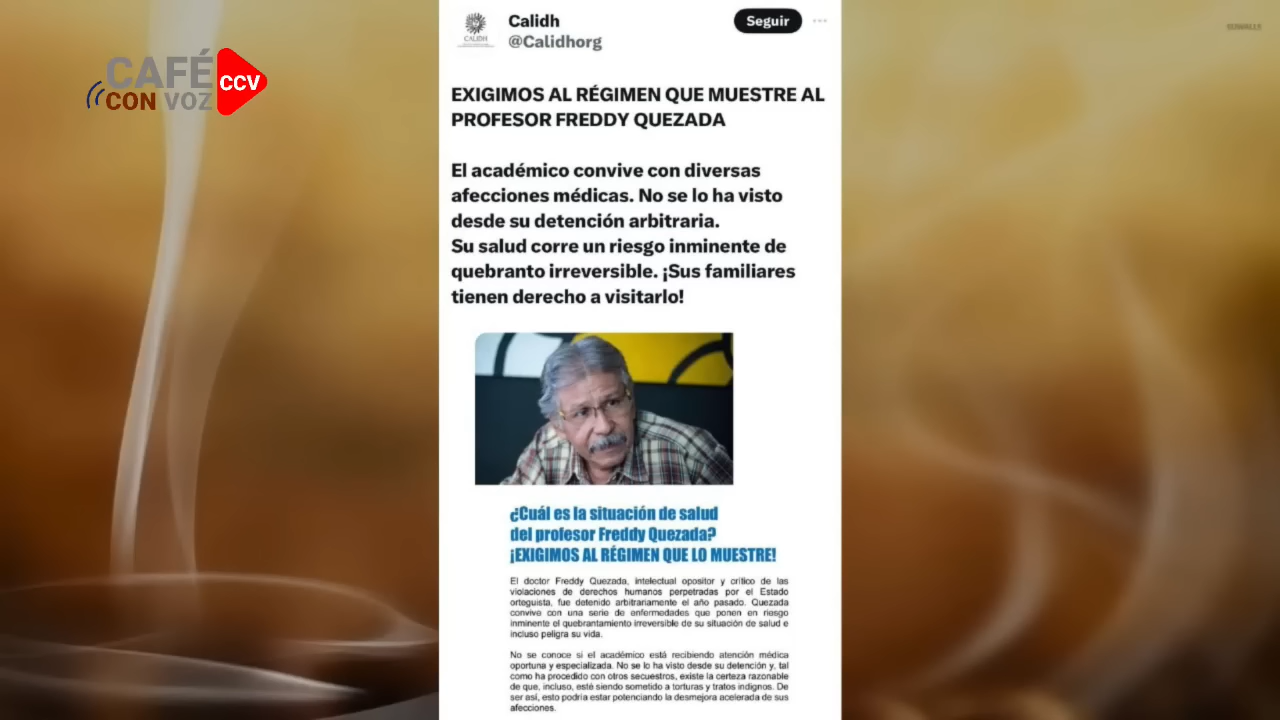 CAFÉ
CON VOZ
CCV
CALIDH
Calidh
@Calidhorg
Seguir
EXIGIMOS AL RÉGIMEN QUE MUESTRE AL
PROFESOR FREDDY QUEZADA
El académico convive con diversas
afecciones médicas. No se lo ha visto
desde su detención arbitraria.
Su salud corre un riesgo inminente de
quebranto irreversible. ¡Sus familiares
tienen derecho a visitarlo!
¿Cuál es la situación de salud
del profesor Freddy Quezada?
¡EXIGIMOS AL RÉGIMEN QUE LO MUESTRE!
El doctor Freddy Quezada, intelectual opositor y crítico de las
violaciones de derechos humanos perpetradas por el Estado
orteguista, fue detenido arbitrariamente el año pasado. Quezada
convive con una serie de enfermedades que ponen en riesgo
inminente el quebrantamiento irreversible de su situación de salud e
incluso peligra su vida.
No se conoce si el académico está recibiendo atención médica
oportuna y especializada. No se lo ha visto desde su detención y, tal
como ha procedido con otros secuestros, existe la certeza razonable
de que, incluso, esté siendo sometido a torturas y tratos indignos. De
ser así, esto podría estar potenciando la desmejora acelerada de sus
afecciones.